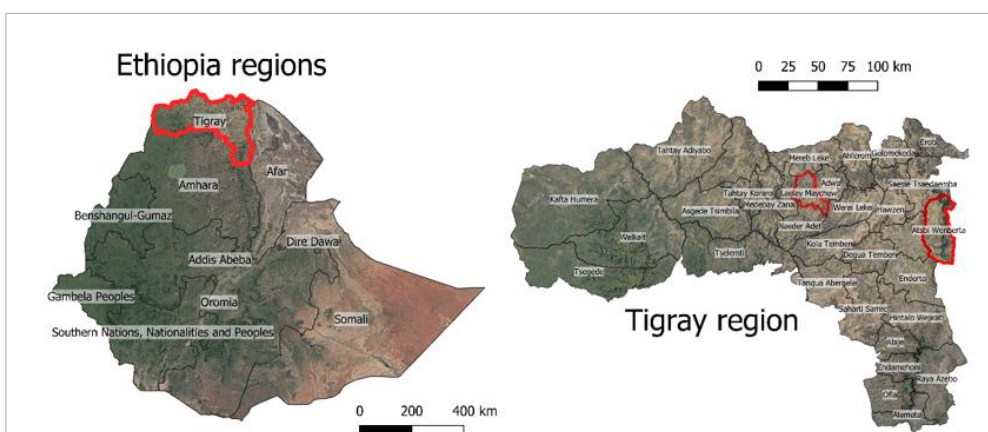 Ethiopia regions
Tigray
Afar
Amhara
Benshangul-Gumaz
Dire Dawa
Addis Abeba
Gambela Peoples
Oromia
Somali
Southern Nations, Nationalities and Peoples
0 200 400 km
0 25 50 75 100 km
Tahtay Adiyabo
Mereb Leke
Ahferom
Gulomekeda
Erob
Kafta Humera
Tahtay Koraro
Laelay Maychew
Adwa
Saesie Tsaedaemba
Medebay Zana
Asgede Tsimbila
Werai Leke
Hawzen
Naeder Adet
Atsbi Wenberta
Welkait
Kola Temben
Tselemti
Degua Temben
Tsegede
Enderta
Tanqua Abergele
Saharti Samre
Hintalo Wejirat
Tigray region
Alaje
Endamehoni
Raya Azebo
Ofla
Alamata